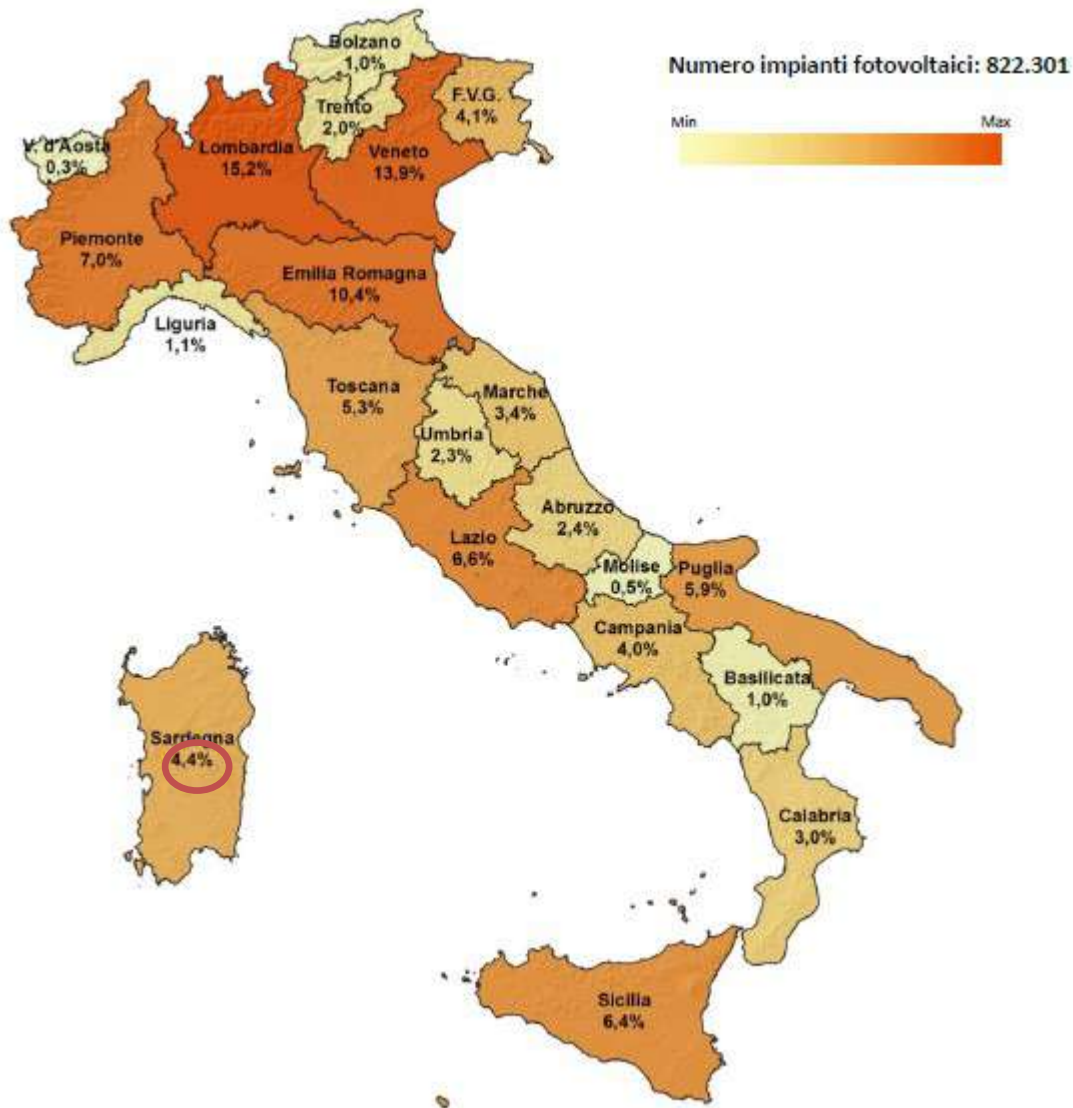 Numero impianti fotovoltaici: 822.301
Min
Max
Bolzano
1,0%
Trento
2,0%
F.V.G.
4,1%
V. d'Aosta
0,3%
Lombardia
15,2%
Veneto
13,9%
Piemonte
7,0%
Emilia Romagna
10,4%
Liguria
1,1%
Toscana
5,3%
Marche
3,4%
Umbria
2,3%
Abruzzo
2,4%
Lazio
6,6%
Molise
0,5%
Puglia
5,9%
Campania
4,0%
Basilicata
1,0%
Sardegna
4,4%
Calabria
3,0%
Sicilia
6,4%